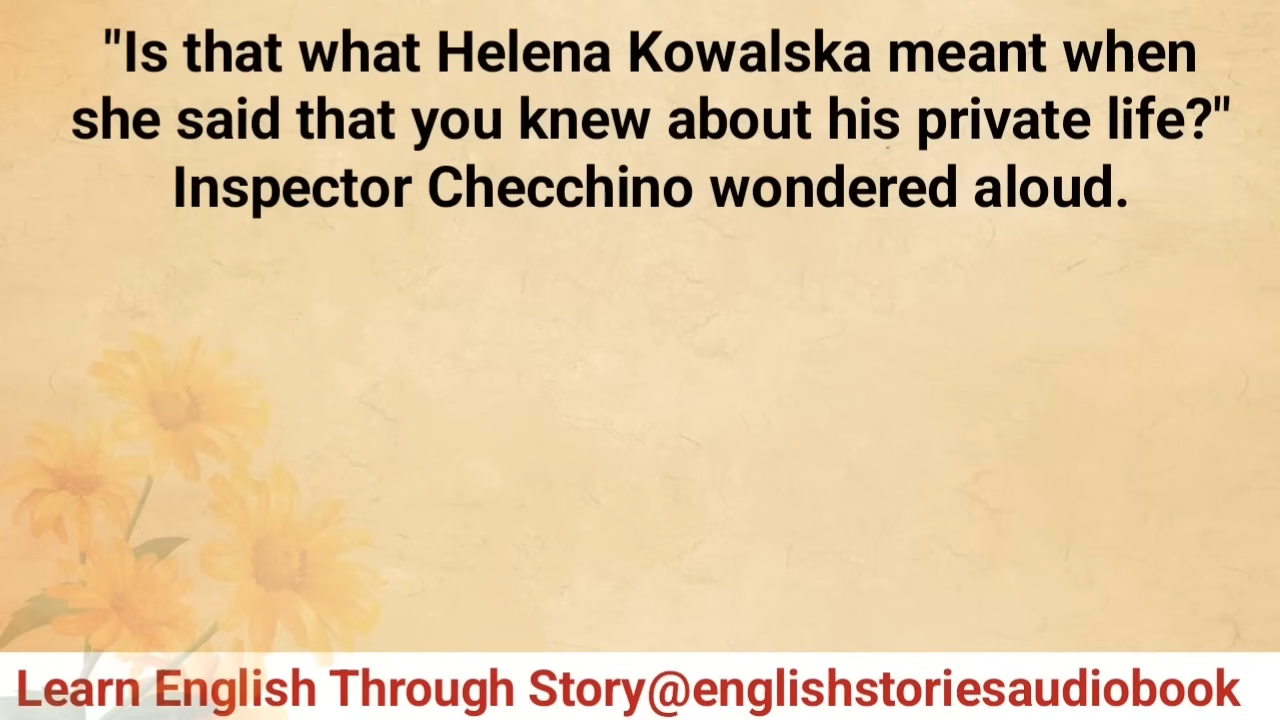 "Is that what Helena Kowalska meant when
she said that you knew about his private life?"
Inspector Checchino wondered aloud.
Learn English Through Story@englishstoriesaudiobook